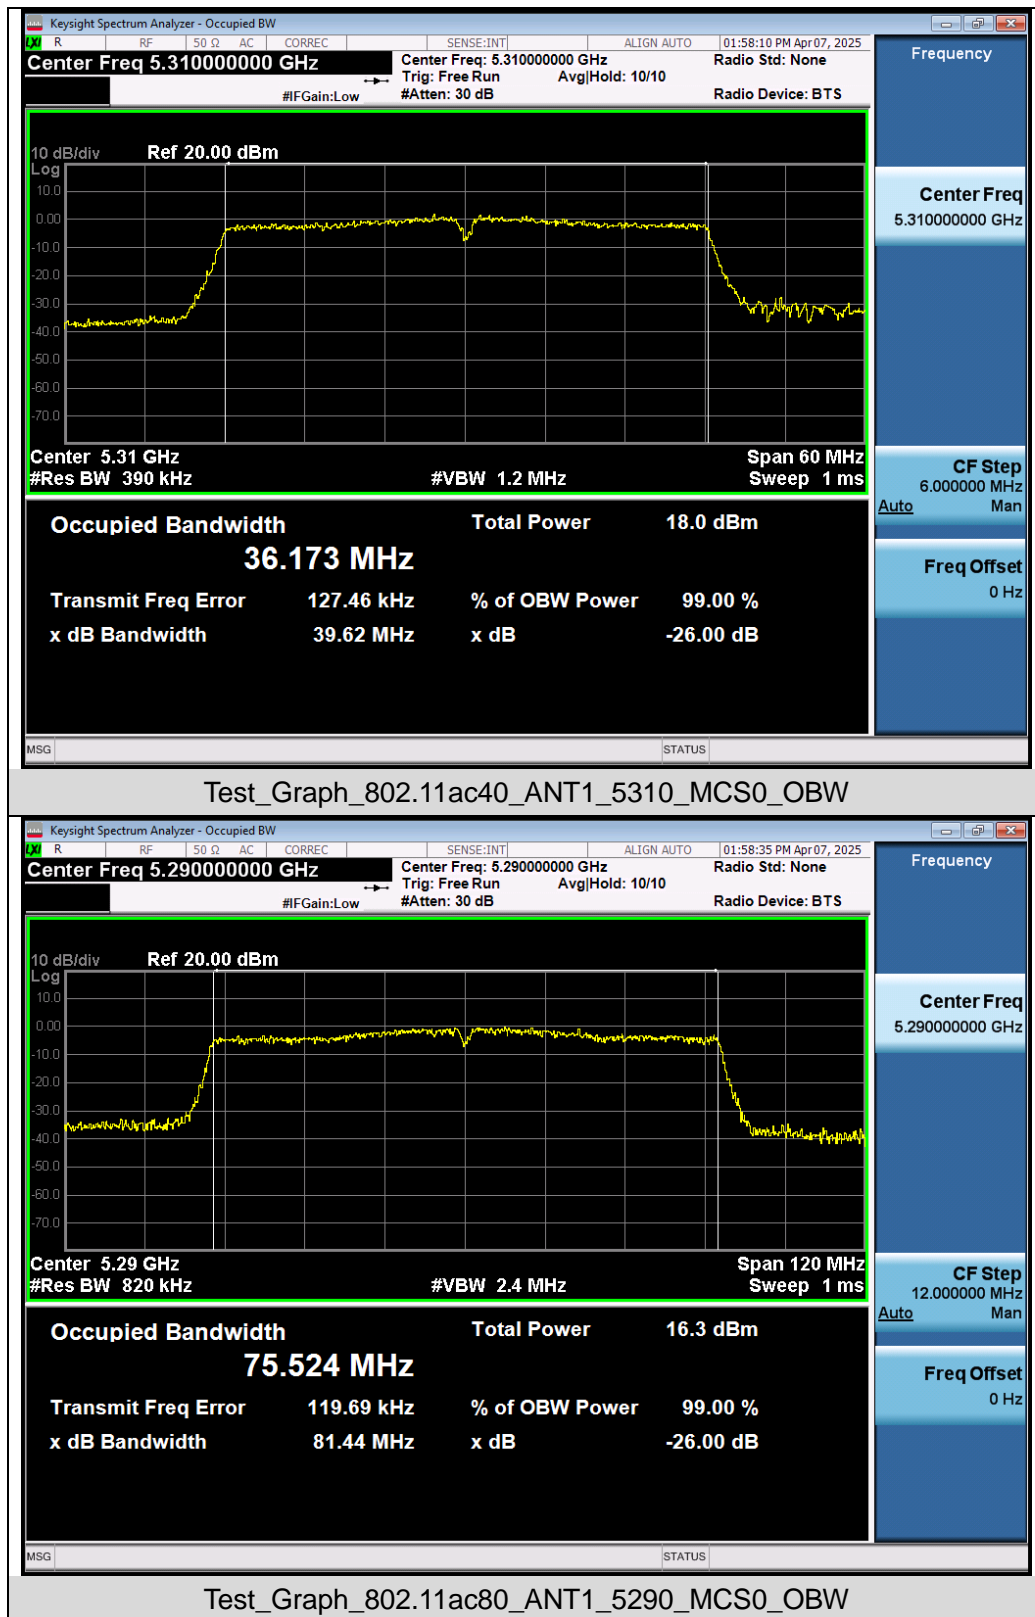 Keysight Spectrum Analyzer - Occupied BW
LXI R RF 50 Ω AC CORREC SENSE:INT ALIGN AUTO 01:58:10 PM Apr 07, 2025
Center Freq 5.310000000 GHz
Center Freq: 5.310000000 GHz Radio Std: None
Trig: Free Run Avg|Hold: 10/10
#IFGain:Low #Atten: 30 dB Radio Device: BTS
10 dB/div Ref 20.00 dBm
Log
10.0
0.00
-10.0
-20.0
-30.0
-40.0
-50.0
-60.0
-70.0
Center 5.31 GHz Span 60 MHz
#Res BW 390 kHz #VBW 1.2 MHz Sweep 1 ms
Occupied Bandwidth Total Power 18.0 dBm
36.173 MHz
Transmit Freq Error 127.46 kHz % of OBW Power 99.00 %
x dB Bandwidth 39.62 MHz x dB -26.00 dB
MSG STATUS
Frequency
Center Freq
5.310000000 GHz
CF Step
6.000000 MHz
Auto Man
Freq Offset
0 Hz
Test_Graph_802.11ac40_ANT1_5310_MCS0_OBW
Keysight Spectrum Analyzer - Occupied BW
LXI R RF 50 Ω AC CORREC SENSE:INT ALIGN AUTO 01:58:35 PM Apr 07, 2025
Center Freq 5.290000000 GHz
Center Freq: 5.290000000 GHz Radio Std: None
Trig: Free Run Avg|Hold: 10/10
#IFGain:Low #Atten: 30 dB Radio Device: BTS
10 dB/div Ref 20.00 dBm
Log
10.0
0.00
-10.0
-20.0
-30.0
-40.0
-50.0
-60.0
-70.0
Center 5.29 GHz Span 120 MHz
#Res BW 820 kHz #VBW 2.4 MHz Sweep 1 ms
Occupied Bandwidth Total Power 16.3 dBm
75.524 MHz
Transmit Freq Error 119.69 kHz % of OBW Power 99.00 %
x dB Bandwidth 81.44 MHz x dB -26.00 dB
MSG STATUS
Frequency
Center Freq
5.290000000 GHz
CF Step
12.000000 MHz
Auto Man
Freq Offset
0 Hz
Test_Graph_802.11ac80_ANT1_5290_MCS0_OBW